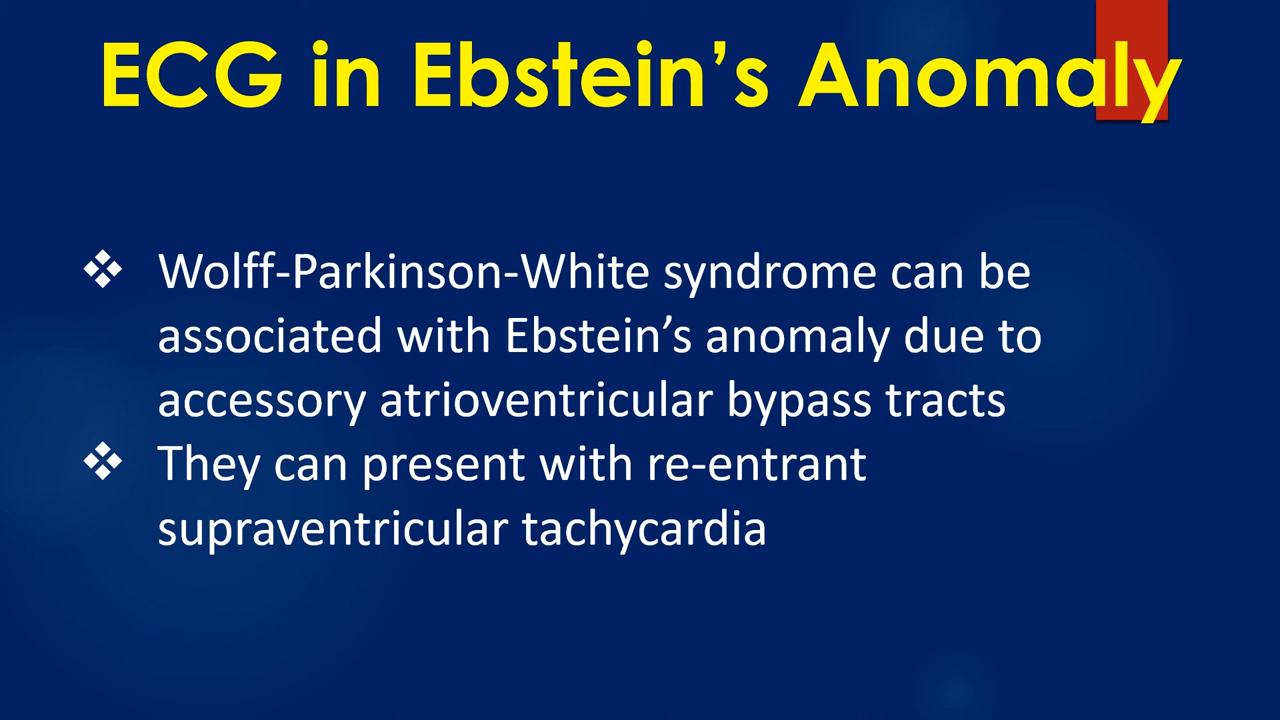 ECG in Ebstein’s Anomaly
❖ Wolff-Parkinson-White syndrome can be
associated with Ebstein’s anomaly due to
accessory atrioventricular bypass tracts
❖ They can present with re-entrant
supraventricular tachycardia